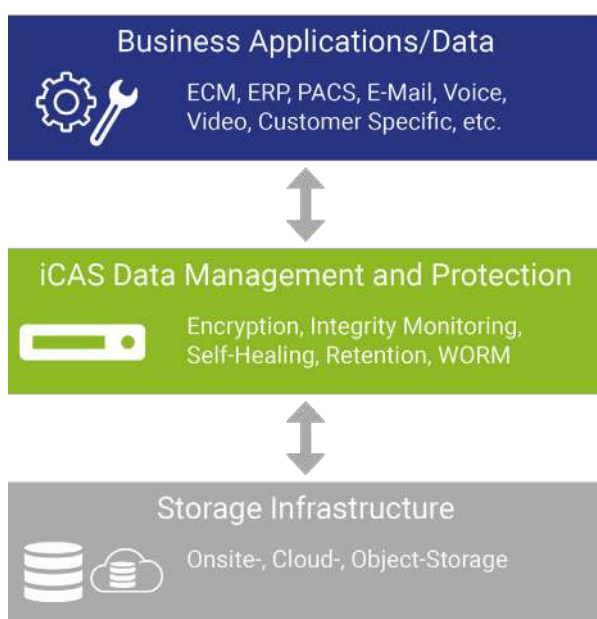 Business Applications/Data
ECM, ERP, PACS, E-Mail, Voice,
Video, Customer Specific, etc.
iCAS Data Management and Protection
Encryption, Integrity Monitoring,
Self-Healing, Retention, WORM
Storage Infrastructure
Onsite-, Cloud-, Object-Storage